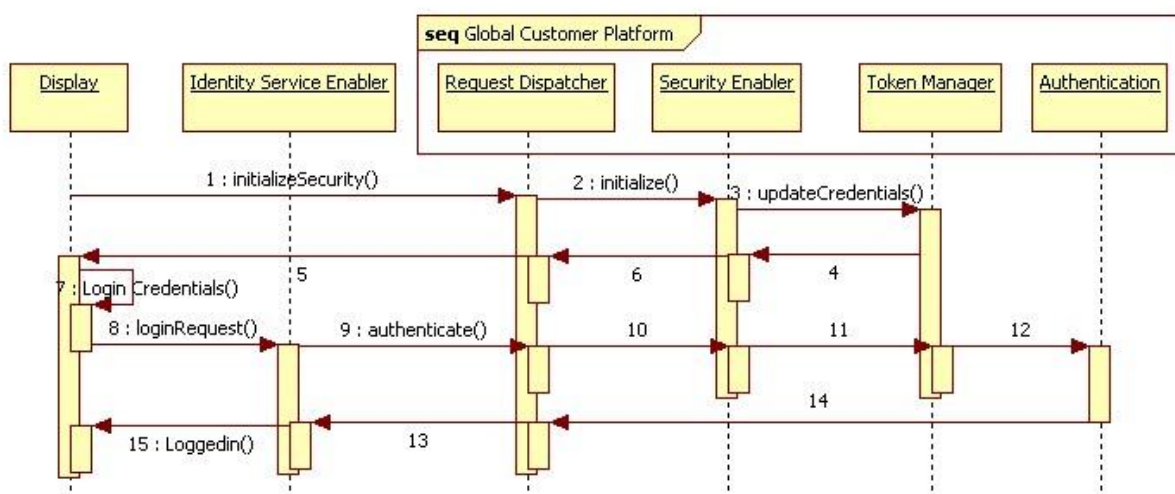 seq Global Customer Platform
Display
Identity Service Enabler
Request Dispatcher
Security Enabler
Token Manager
Authentication
1 : initializeSecurity()
2 : initialize()
3 : updateCredentials()
5
6
4
7 : Login Credentials()
8 : loginRequest()
9 : authenticate()
10
11
12
14
15 : Loggedin()
13